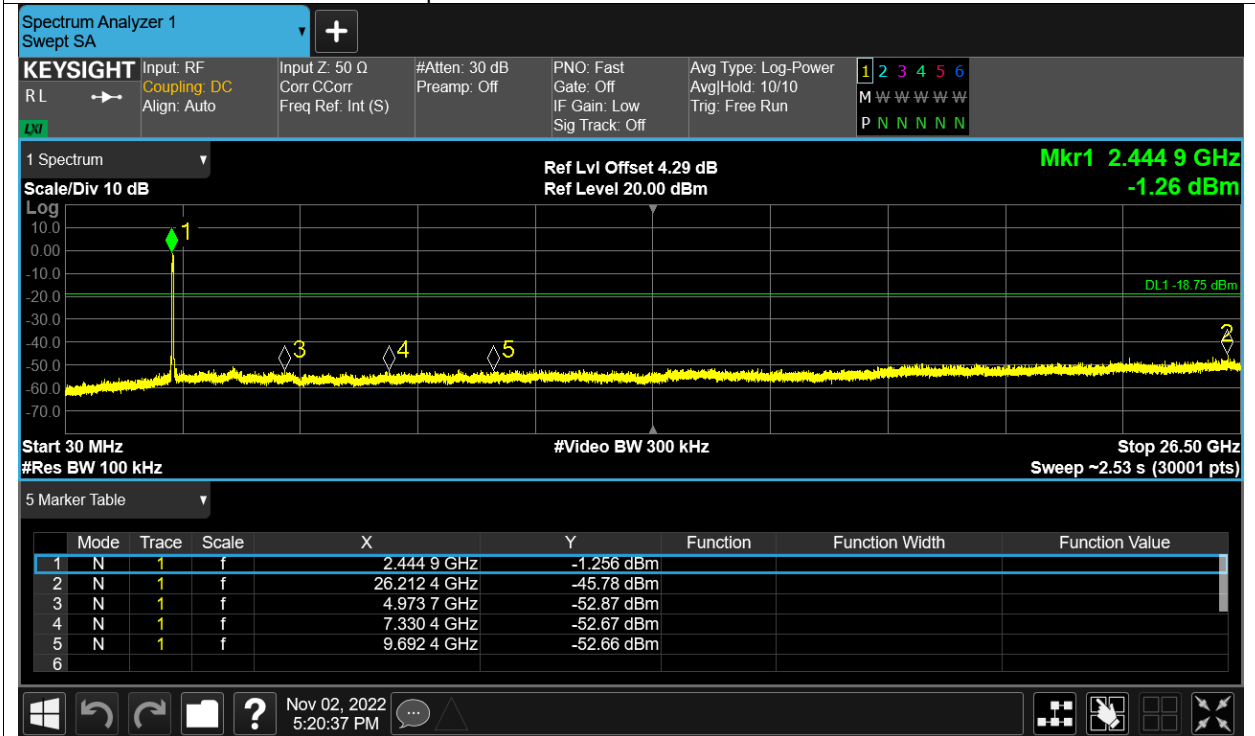 Spectrum Analyzer 1
Swept SA
+
KEYSIGHT
R L
LXI
Input: RF
Coupling: DC
Align: Auto
Input Z: 50 Ω
Corr CCorr
Freq Ref: Int (S)
#Atten: 30 dB
Preamp: Off
PNO: Fast
Gate: Off
IF Gain: Low
Sig Track: Off
Avg Type: Log-Power
Avg|Hold: 10/10
Trig: Free Run
1 2 3 4 5 6
M W W W W W W
P N N N N N N
1 Spectrum
Scale/Div 10 dB
Ref Lvl Offset 4.29 dB
Ref Level 20.00 dBm
Mkr1 2.444 9 GHz
-1.26 dBm
Log
10.0
0.00
-10.0
-20.0
-30.0
-40.0
-50.0
-60.0
-70.0
1
DL1 -18.75 dBm
2
3
4
5
Start 30 MHz
#Res BW 100 kHz
#Video BW 300 kHz
Stop 26.50 GHz
Sweep ~2.53 s (30001 pts)
5 Marker Table
Mode Trace Scale X Y Function Function Width Function Value
1 N 1 f 2.444 9 GHz -1.256 dBm
2 N 1 f 26.212 4 GHz -45.78 dBm
3 N 1 f 4.973 7 GHz -52.87 dBm
4 N 1 f 7.330 4 GHz -52.67 dBm
5 N 1 f 9.692 4 GHz -52.66 dBm
6
?
Nov 02, 2022
5:20:37 PM